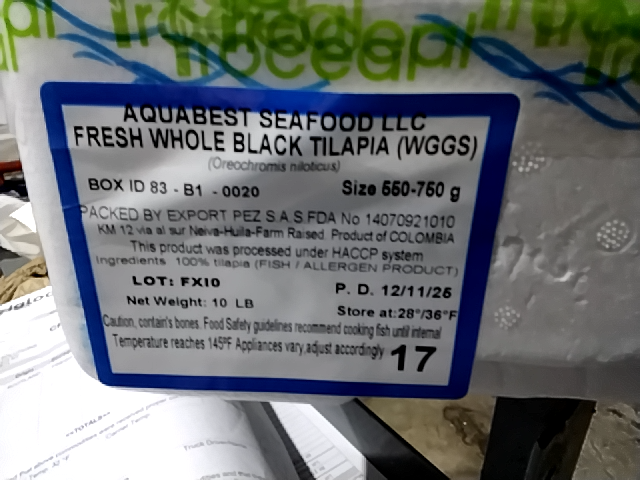 AQUABEST SEAFOOD LLC
FRESH WHOLE BLACK TILAPIA (WGGS)
(Oreochromis niloticus)
BOX ID 83 - B1 - 0020 Size 550-750 g
PACKED BY EXPORT PEZ S.A.S.FDA No 14070921010
KM 12 via al sur Neiva-Huila-Farm Raised. Product of COLOMBIA
This product was processed under HACCP system
Ingredients 100% tilapia (FISH / ALLERGEN PRODUCT)
LOT: FX10 P. D. 12/11/25
Net Weight: 10 LB Store at:28°/36°F
Caution, contain's bones. Food Safety guidelines recommend cooking fish until internal
Temperature reaches 145ºF Appliances vary,adjust accordingly 17
**TOTALS**